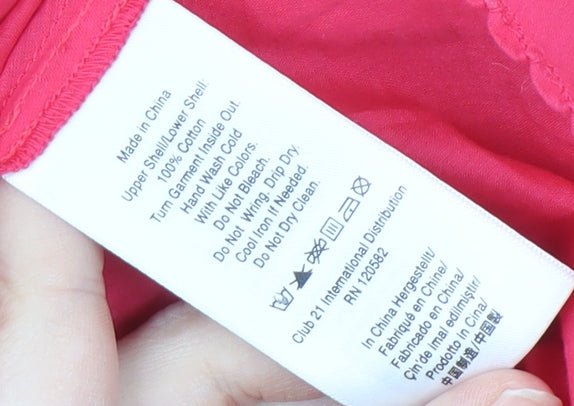 Made in China
Upper Shell/Lower Shell:
100% Cotton
Turn Garment Inside Out.
Hand Wash Cold
With Like Colors.
Do Not Bleach.
Do Not Wring. Drip Dry.
Cool Iron If Needed.
Do Not Dry Clean.
Club 21 International Distribution
RN 120582
In China Hergestellt/
Fabriqué en Chine/
Fabricado en China/
Çin'de imal edilmiştir/
Prodotto in Cina/
中国制造/中国製